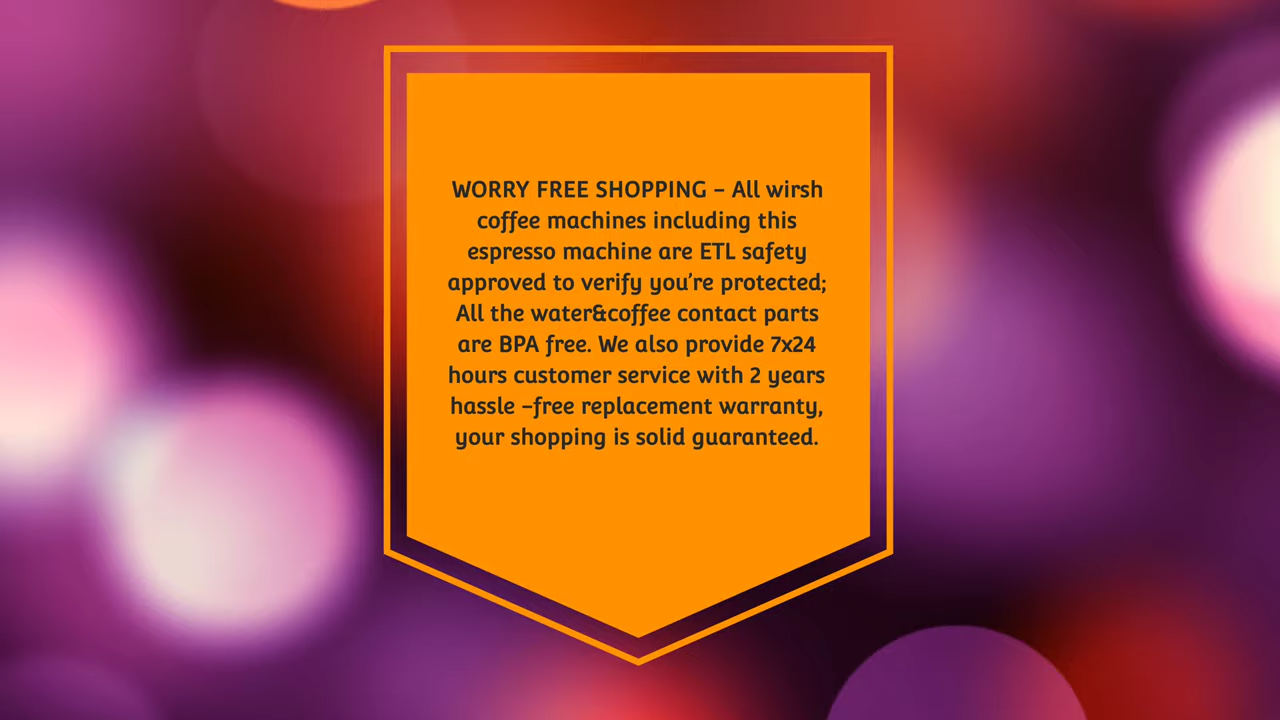 WORRY FREE SHOPPING – All wirsh
coffee machines including this
espresso machine are ETL safety
approved to verify you're protected;
All the water&coffee contact parts
are BPA free. We also provide 7x24
hours customer service with 2 years
hassle –free replacement warranty,
your shopping is solid guaranteed.